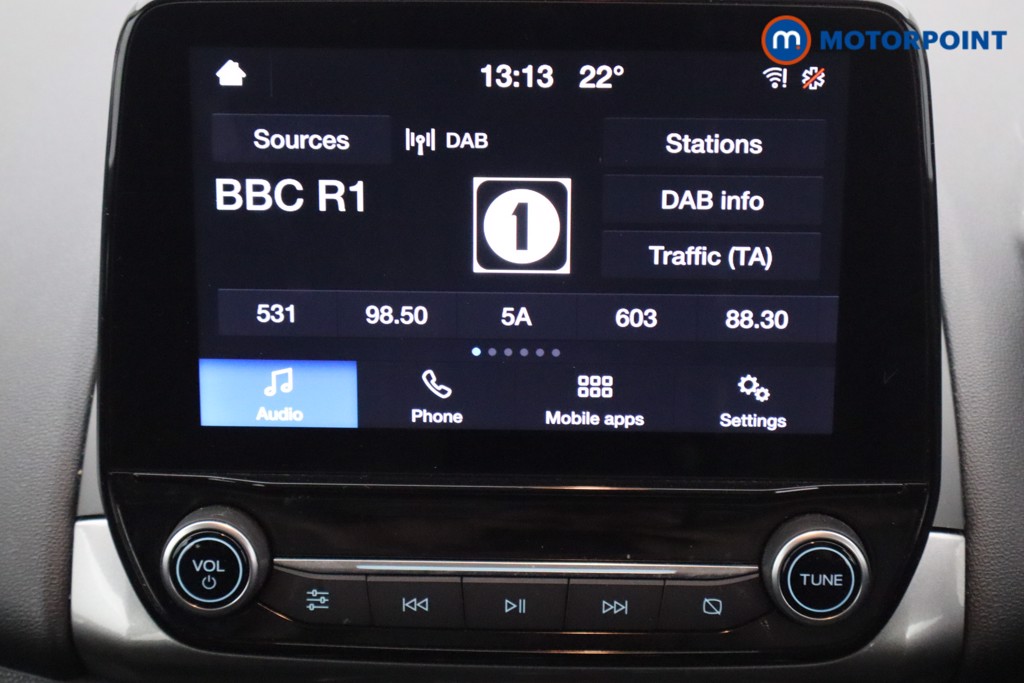 m MOTORPOINT
13:13 22°
Sources DAB Stations
BBC R1 1 DAB info
Traffic (TA)
531 98.50 5A 603 88.30
Audio Phone Mobile apps Settings
VOL TUNE